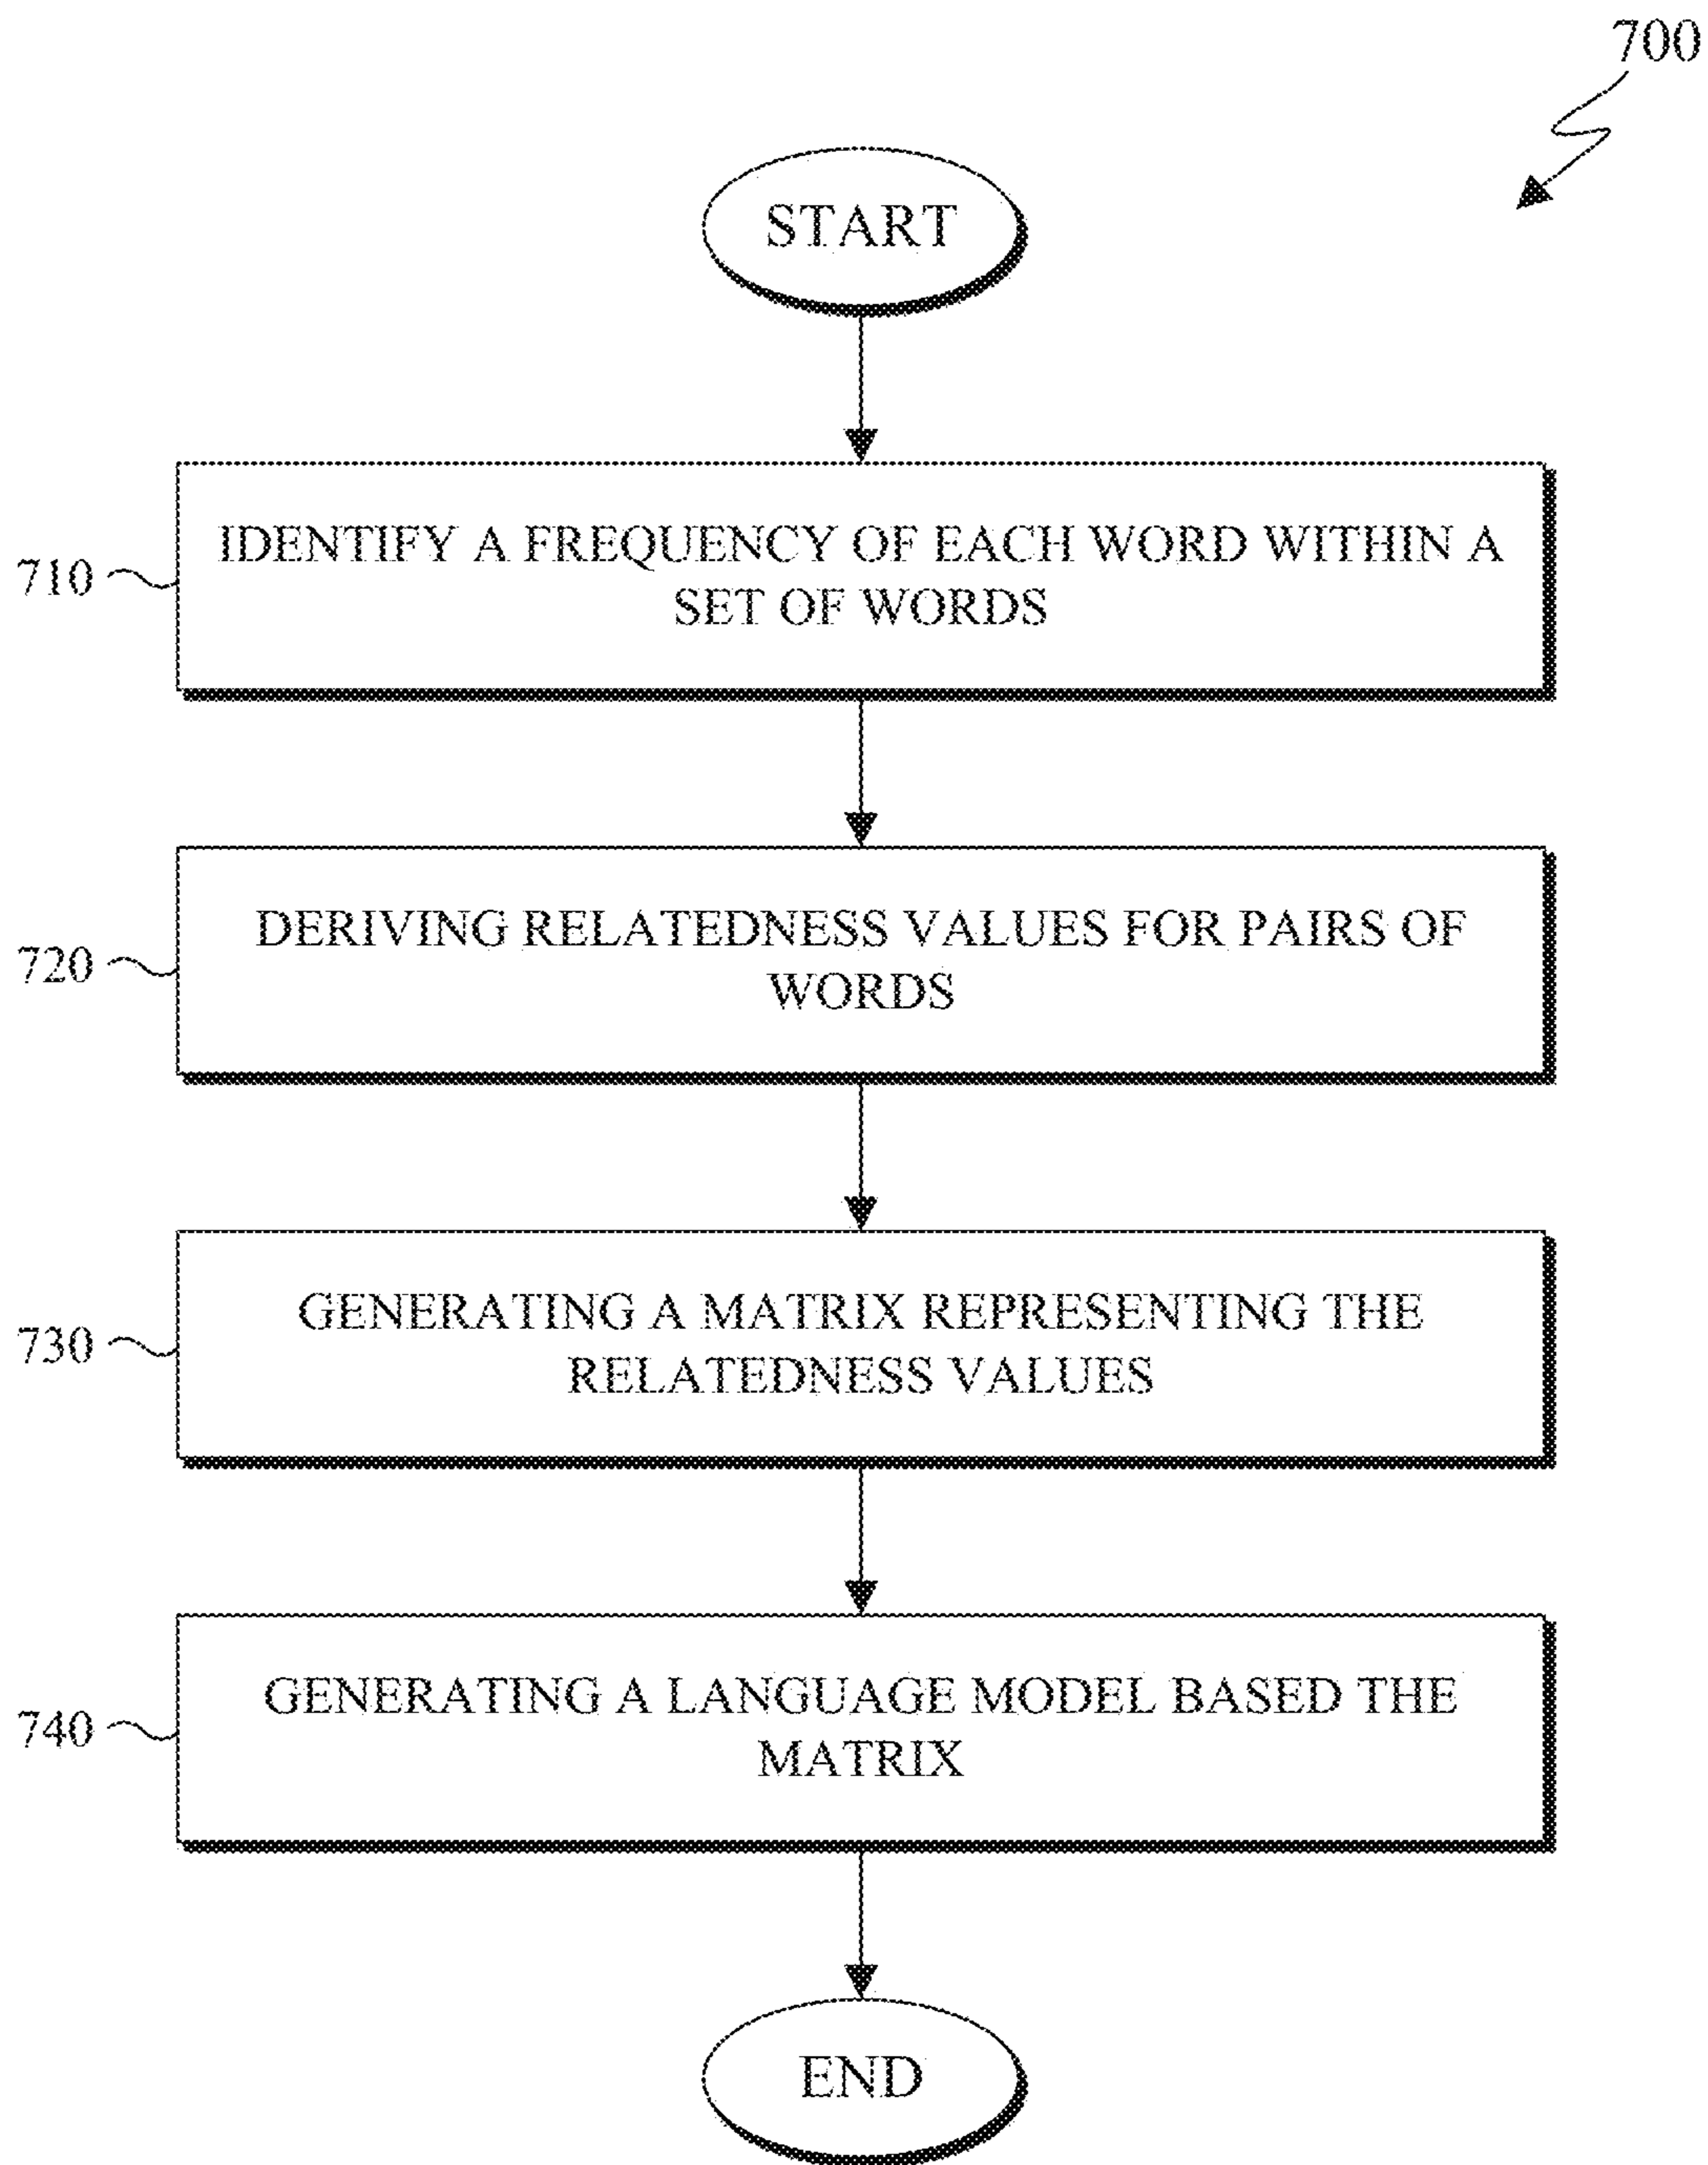 700
START
IDENTIFY A FREQUENCY OF EACH WORD WITHIN A
SET OF WORDS
710
DERIVING RELATEDNESS VALUES FOR PAIRS OF
WORDS
720
GENERATING A MATRIX REPRESENTING THE
RELATEDNESS VALUES
730
GENERATING A LANGUAGE MODEL BASED THE
MATRIX
740
END